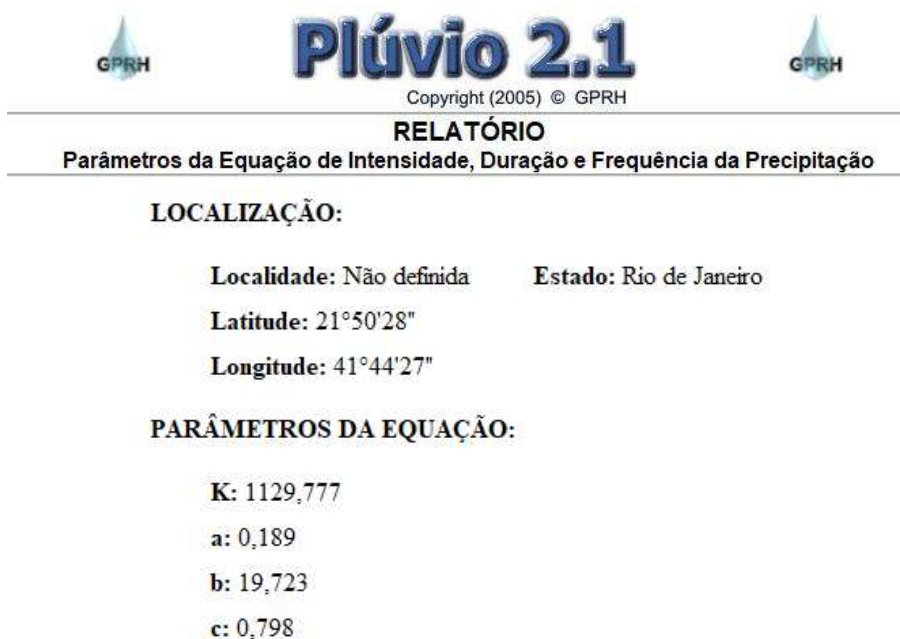 GPRH
Plúvio 2.1
GPRH
Copyright (2005) © GPRH
RELATÓRIO
Parâmetros da Equação de Intensidade, Duração e Frequência da Precipitação
LOCALIZAÇÃO:
Localidade: Não definida Estado: Rio de Janeiro
Latitude: 21°50'28"
Longitude: 41°44'27"
PARÂMETROS DA EQUAÇÃO:
K: 1129,777
a: 0,189
b: 19,723
c: 0,798